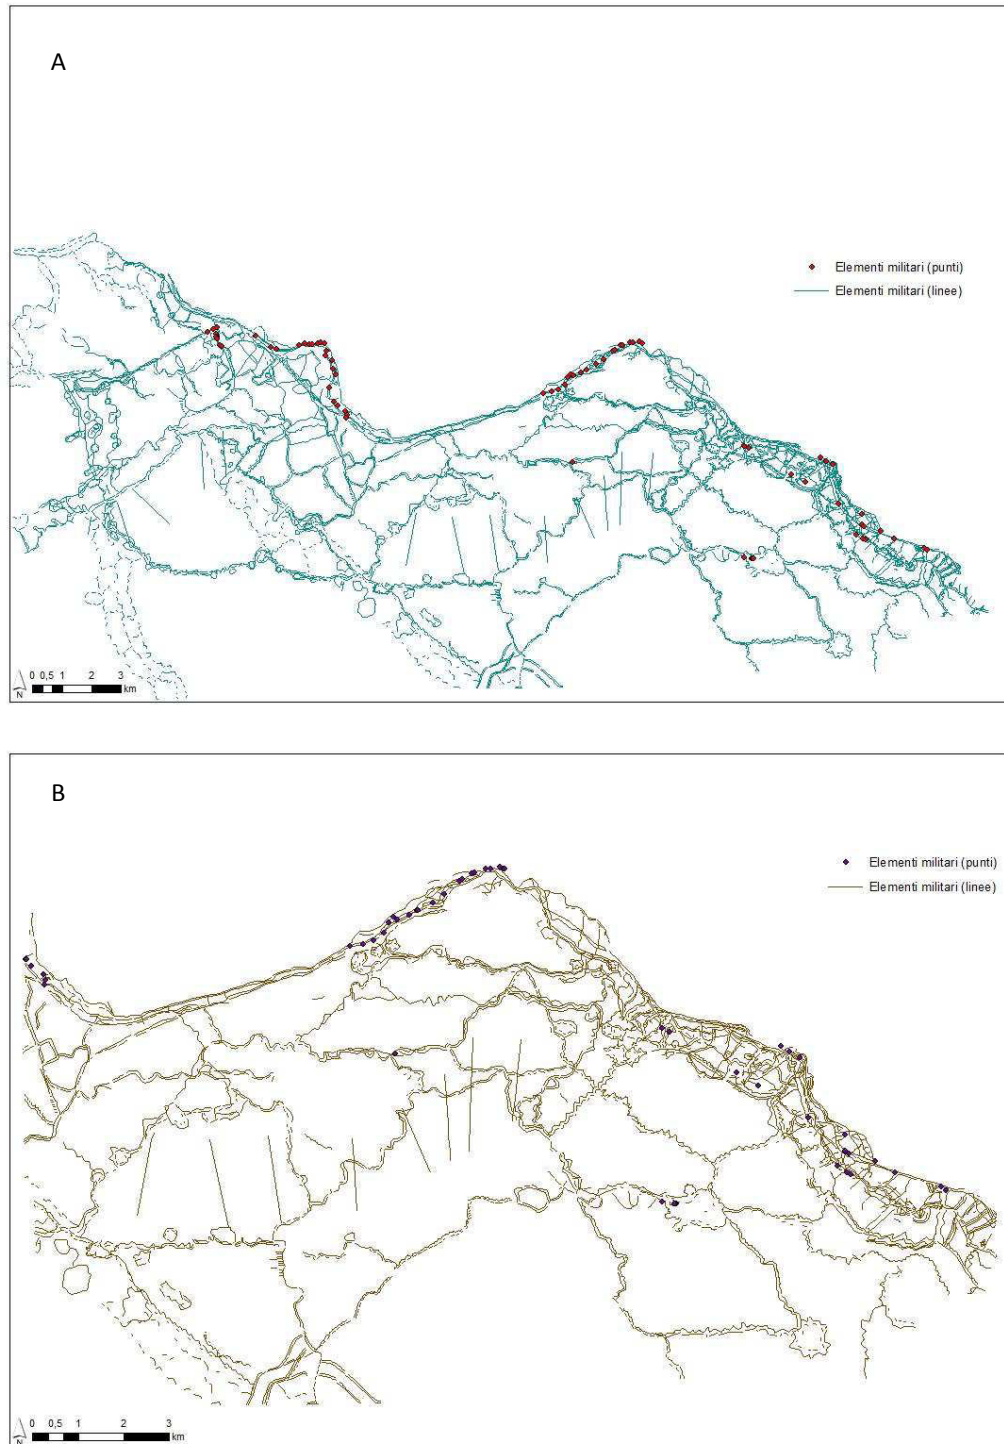 A
Elementi militari (punti)
Elementi militari (linee)
0 0,5 1 2 3
km
N
B
Elementi militari (punti)
Elementi militari (linee)
0 0,5 1 2 3
km
N